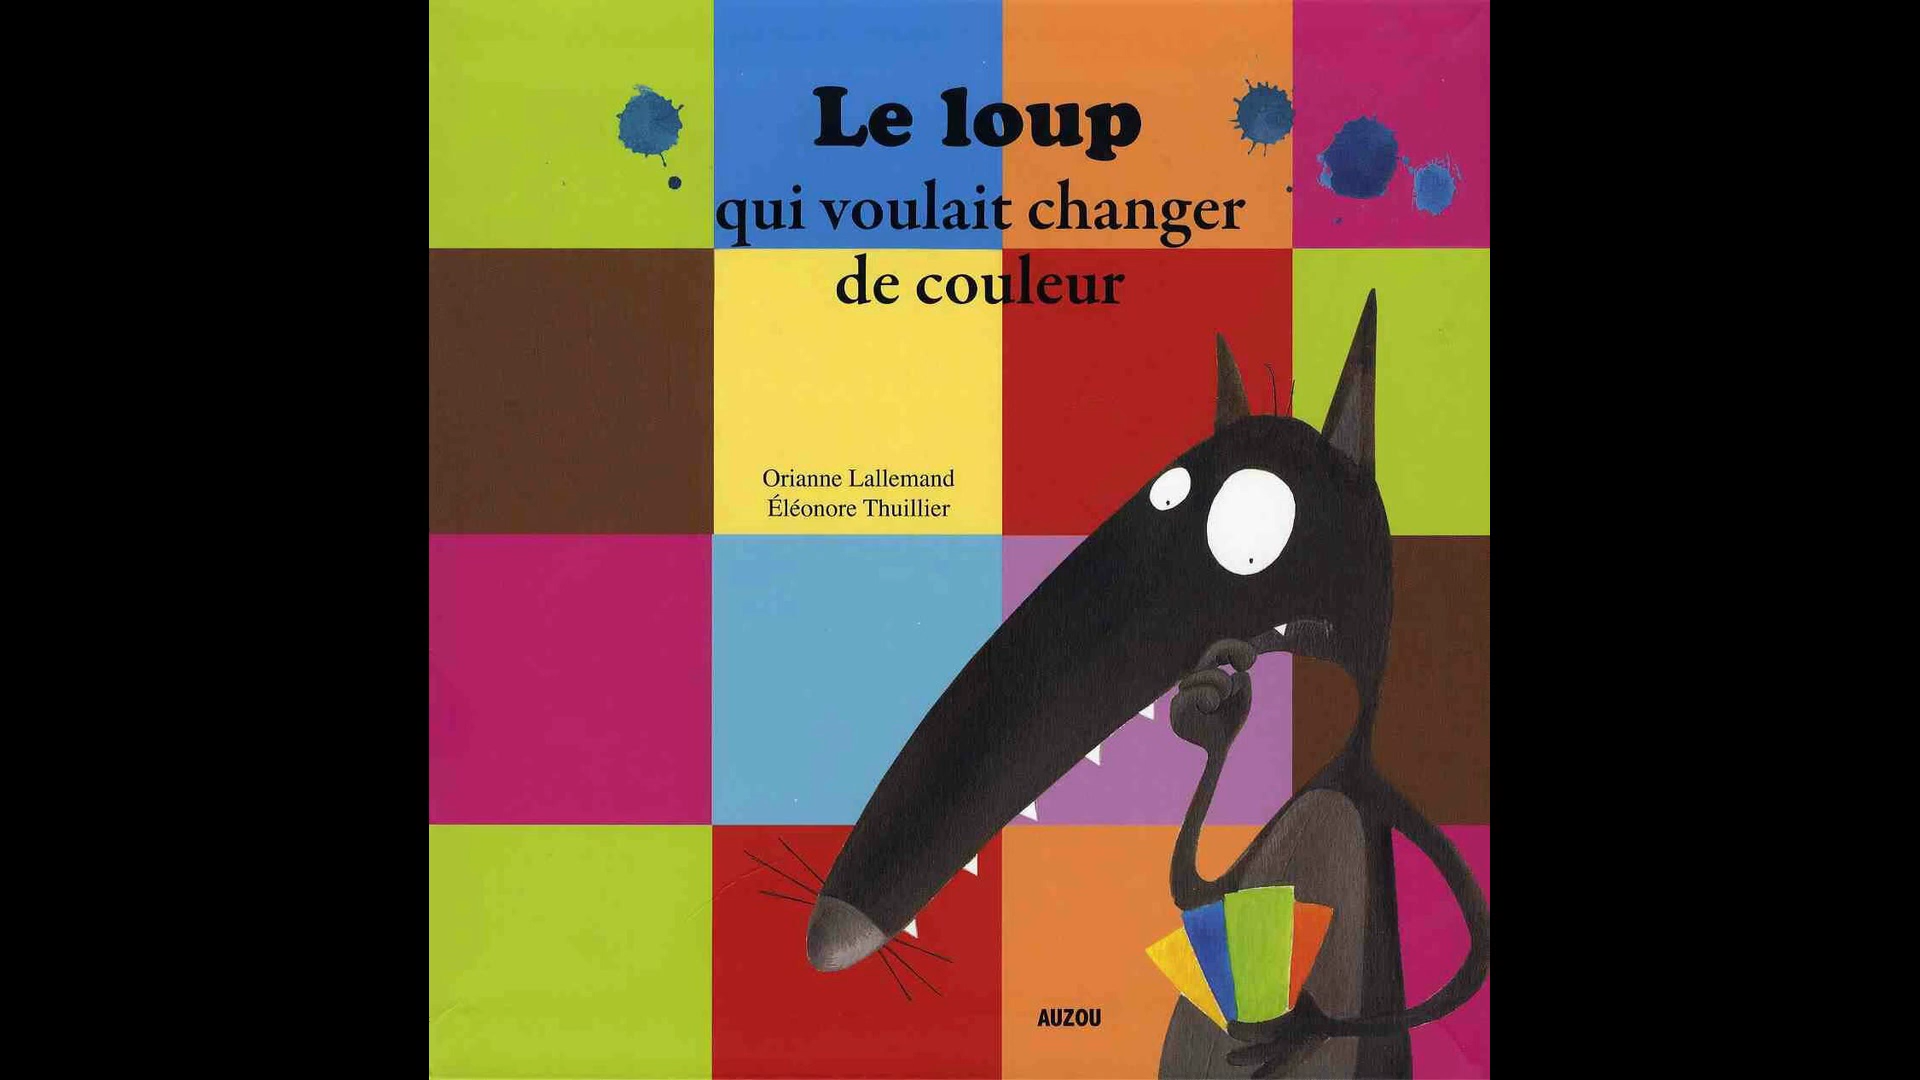 Le loup
qui voulait changer
de couleur
Orianne Lallemand
Éléonore Thuillier
AUZOU